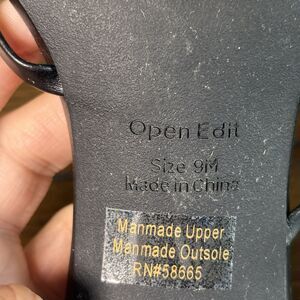 Open Edit
Size 9M
Made in China
Manmade Upper
Manmade Outsole
RN#58665